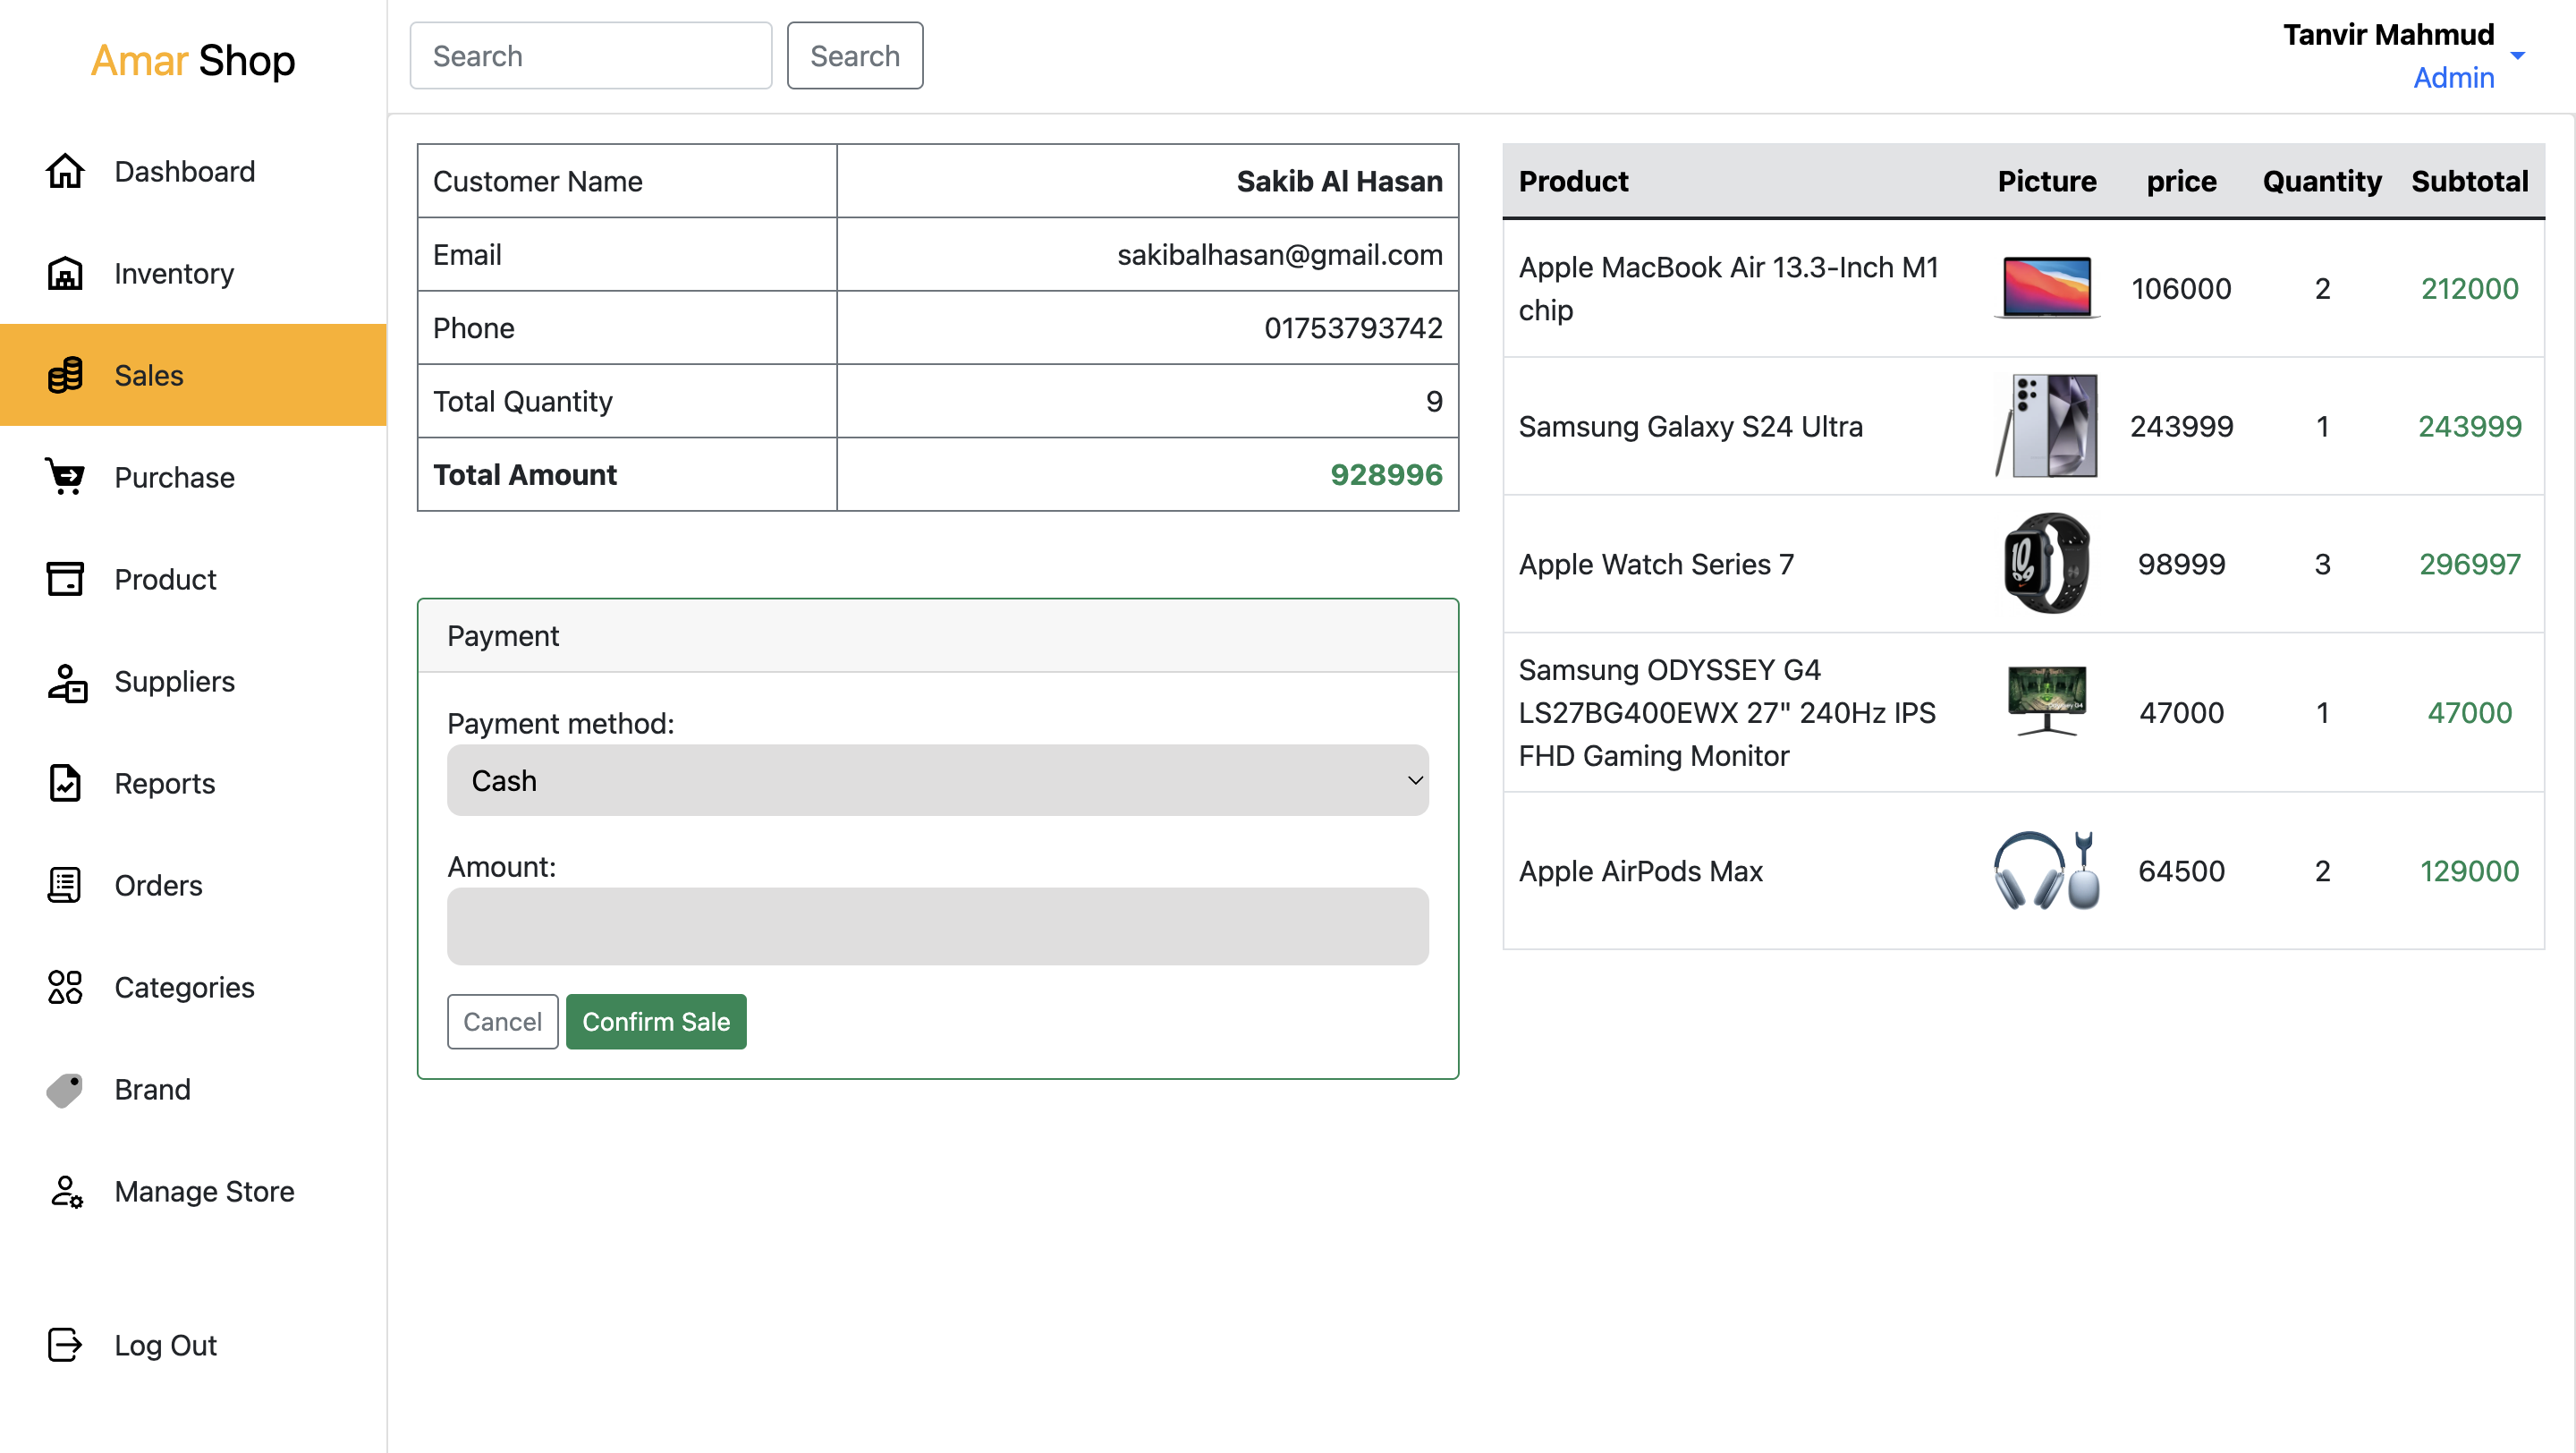 Amar Shop
Search
Search
Tanvir Mahmud
Admin
Dashboard
Inventory
Sales
Purchase
Product
Suppliers
Reports
Orders
Categories
Brand
Manage Store
Log Out
Customer Name Sakib Al Hasan
Email sakibalhasan@gmail.com
Phone 01753793742
Total Quantity 9
Total Amount 928996
Payment
Payment method:
Cash
Amount:
Cancel Confirm Sale
Product Picture price Quantity Subtotal
Apple MacBook Air 13.3-Inch M1
chip
106000 2 212000
Samsung Galaxy S24 Ultra 243999 1 243999
Apple Watch Series 7 98999 3 296997
Samsung ODYSSEY G4
LS27BG400EWX 27" 240Hz IPS
FHD Gaming Monitor
47000 1 47000
Apple AirPods Max 64500 2 129000